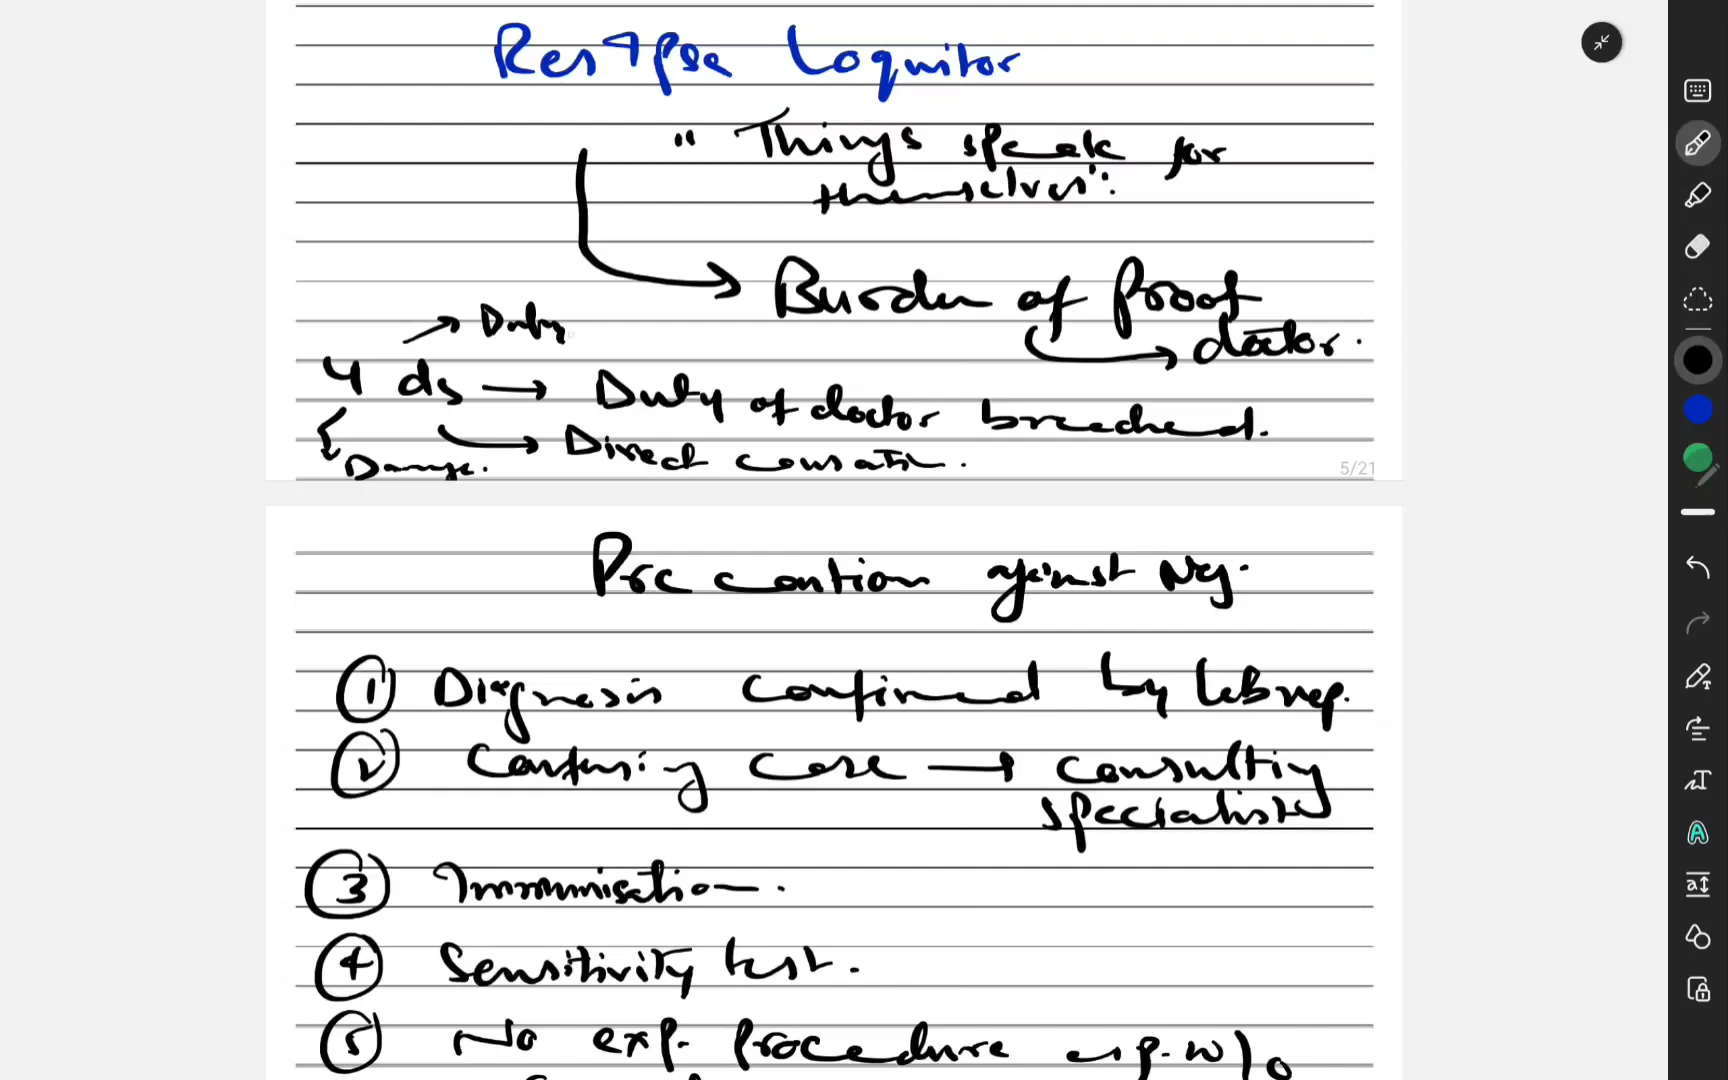 Res Ipsa Loquitor
" Things speak for
themselves".
Burden of Proof
→ Duty
→ doctor.
4 ds → Duty of doctor breached.
→ Direct causation.
Damage.
5/21
Precaution against Neg.
① Diagnosis confirmed by lab rep.
② Confusing case → consulting
specialist
③ Immunisation.
④ Sensitivity test.
⑤ No exp. procedure esp. w/o